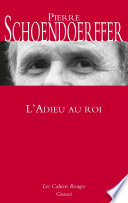 PIERRE
SCHOENDOERFFER
L'ADIEU AU ROI
Les Cahiers Rouges
Grasset